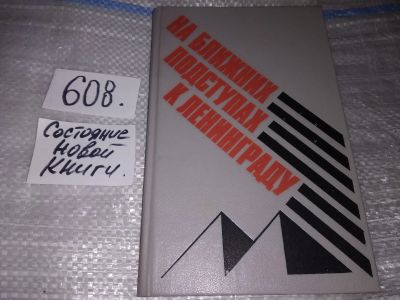 608.
Состояние
новой
книги.
НА БЛИЖНИХ
ПОДСТУПАХ
К ЛЕНИНГРАДУ